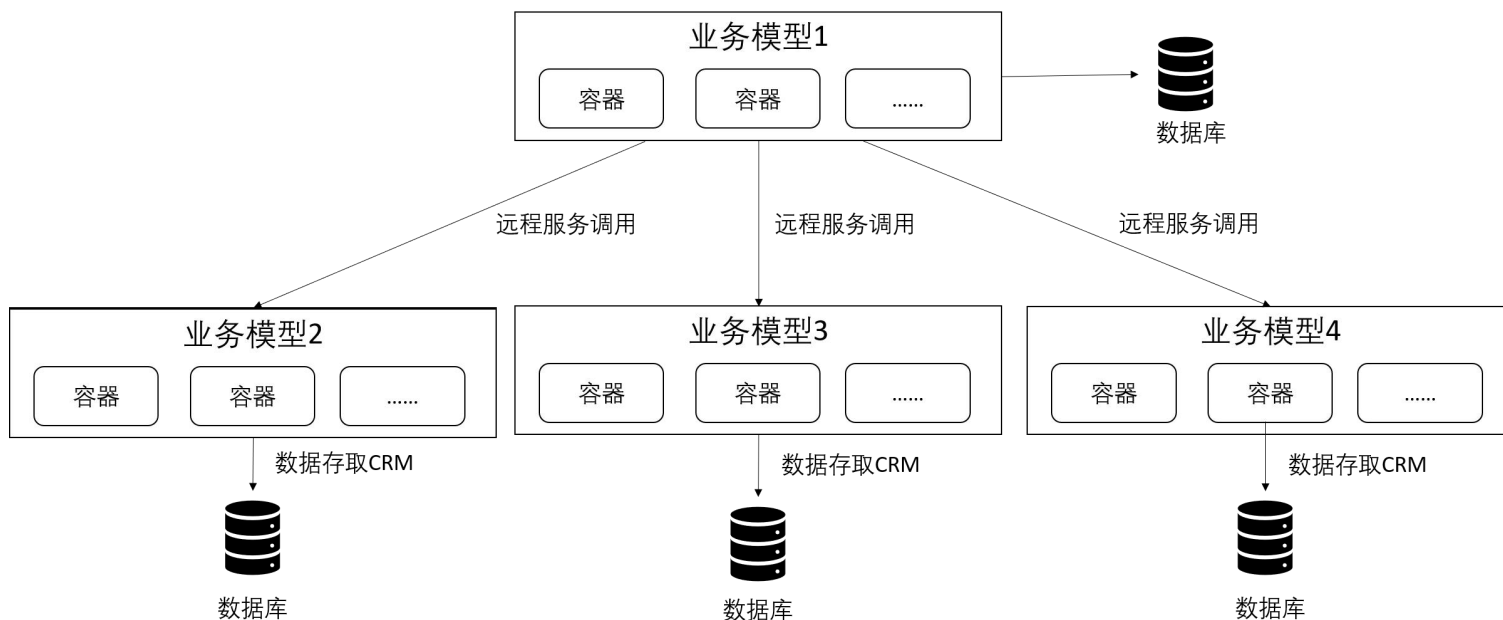 业务模型1
容器
容器
......
数据库
远程服务调用
远程服务调用
远程服务调用
业务模型2
容器
容器
......
业务模型3
容器
容器
......
业务模型4
容器
容器
......
数据存取CRM
数据存取CRM
数据存取CRM
数据库
数据库
数据库